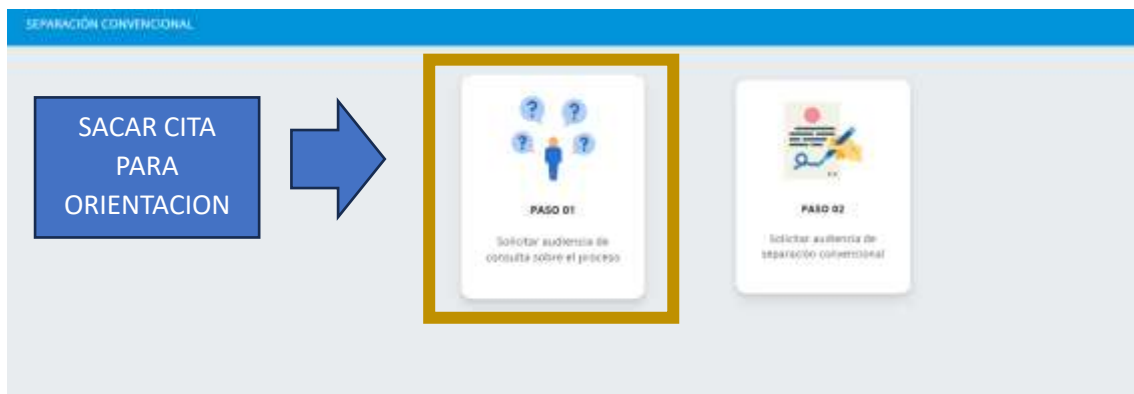 SEPARACIÓN CONVENCIONAL
SACAR CITA
PARA
ORIENTACION
PASO 01
Solicitar audiencia de
consulta sobre el proceso
PASO 02
Solicitar audiencia de
separación convencional